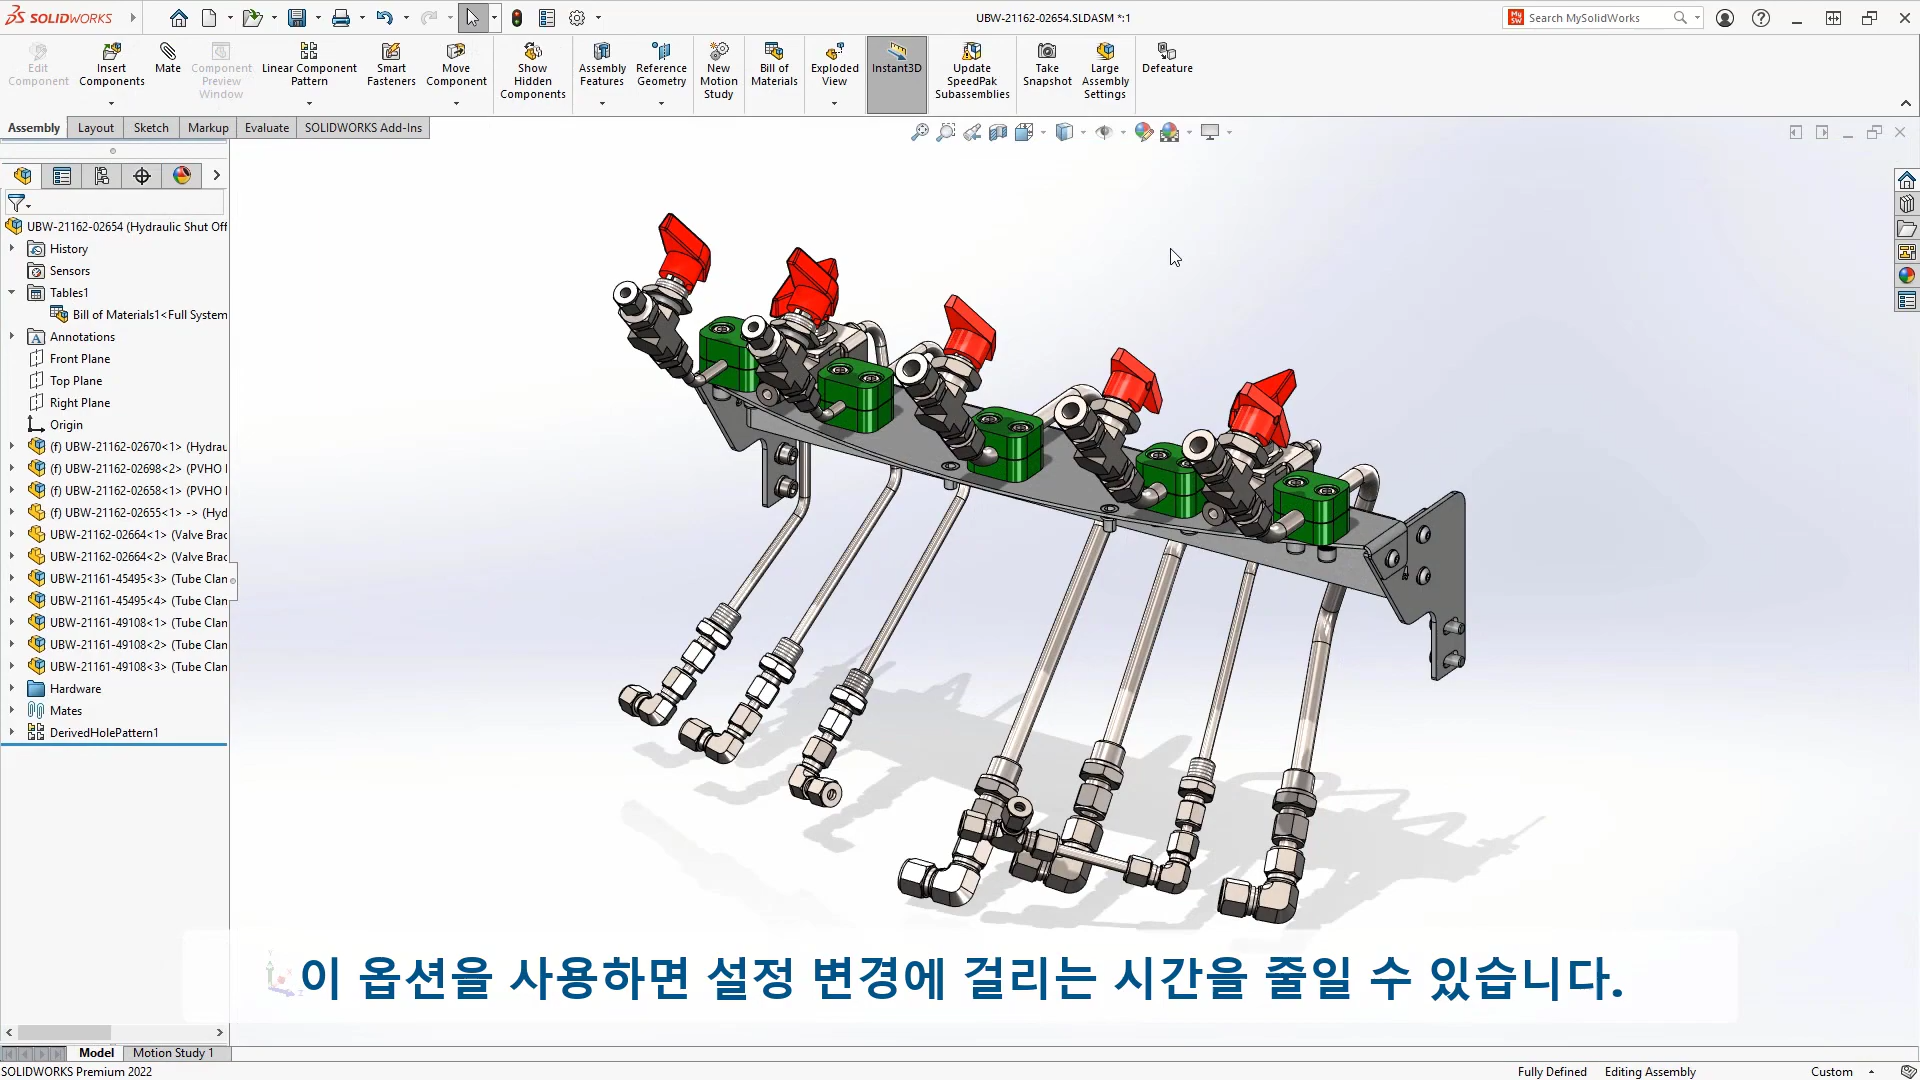 SOLIDWORKS
UBW-21162-02654.SLDASM *:1
Search MySolidWorks
Edit Component
Insert Components
Mate
Component Preview Window
Linear Component Pattern
Smart Fasteners
Move Component
Show Hidden Components
Assembly Features
Reference Geometry
New Motion Study
Bill of Materials
Exploded View
Instant3D
Update SpeedPak Subassemblies
Take Snapshot
Large Assembly Settings
Defeature
Assembly
Layout
Sketch
Markup
Evaluate
SOLIDWORKS Add-Ins
UBW-21162-02654 (Hydraulic Shut Off
History
Sensors
Tables1
Bill of Materials1<Full System
Annotations
Front Plane
Top Plane
Right Plane
Origin
(f) UBW-21162-02670<1> (Hydrau
(f) UBW-21162-02698<2> (PVHO
(f) UBW-21162-02658<1> (PVHO
(f) UBW-21162-02655<1> -> (Hyd
UBW-21162-02664<1> (Valve Brac
UBW-21162-02664<2> (Valve Brac
UBW-21161-45495<3> (Tube Clan
UBW-21161-45495<4> (Tube Clan
UBW-21161-49108<1> (Tube Clan
UBW-21161-49108<2> (Tube Clan
UBW-21161-49108<3> (Tube Clan
Hardware
Mates
DerivedHolePattern1
이 옵션을 사용하면 설정 변경에 걸리는 시간을 줄일 수 있습니다.
Model
Motion Study 1
SOLIDWORKS Premium 2022
Fully Defined
Editing Assembly
Custom